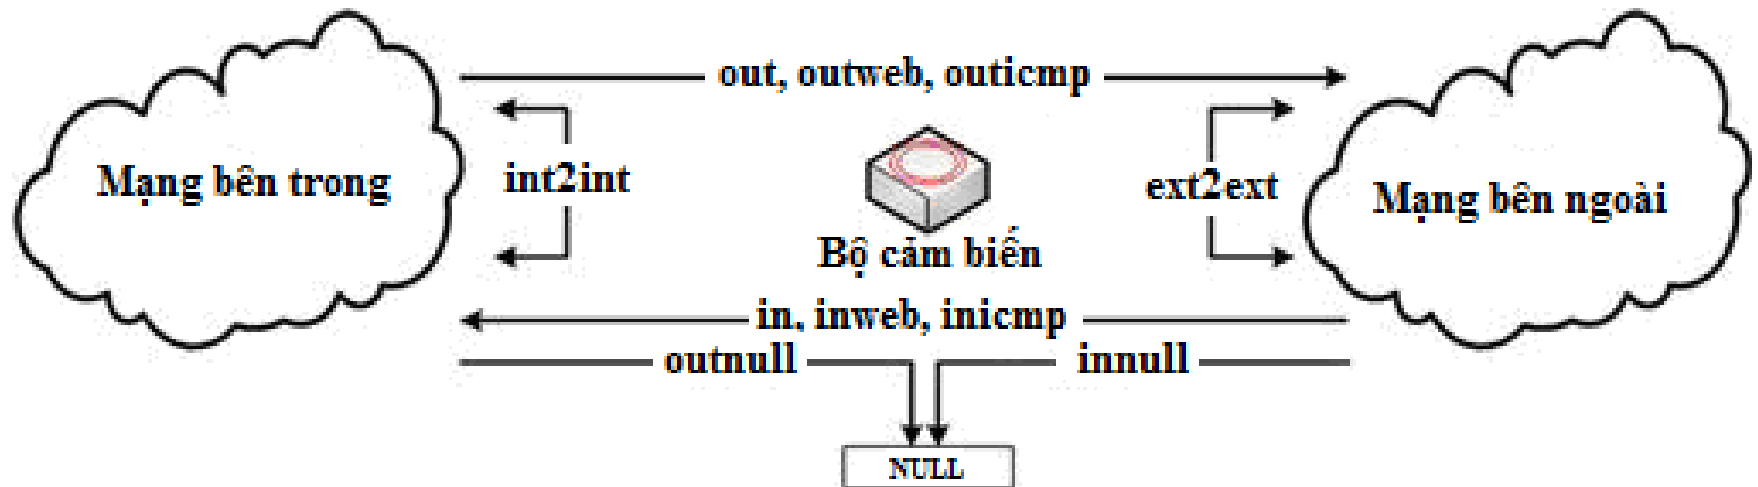 out, outweb, outicmp
Mạng bên trong
int2int
ext2ext
Mạng bên ngoài
Bộ cảm biến
in, inweb, inicmp
outnull
innull
NULL